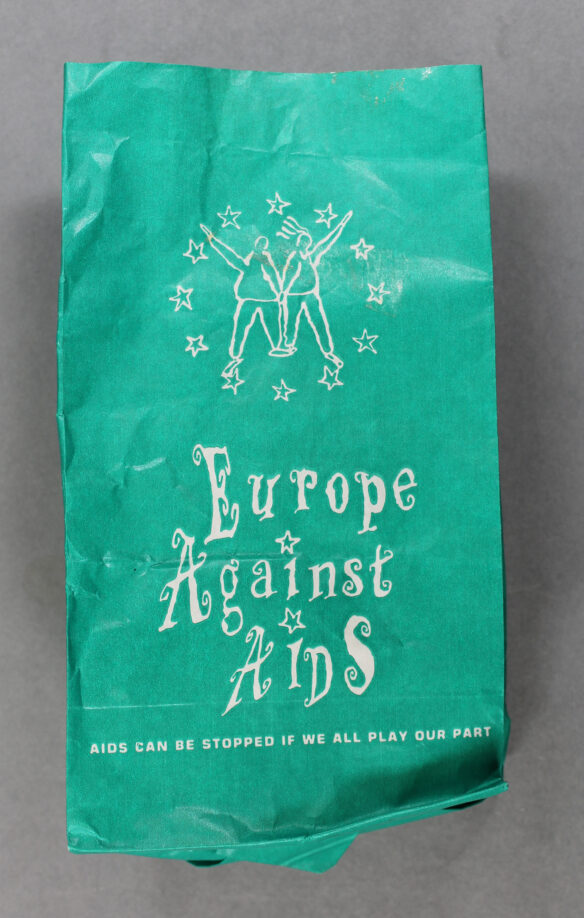 Europe
Against
AIDS
AIDS CAN BE STOPPED IF WE ALL PLAY OUR PART